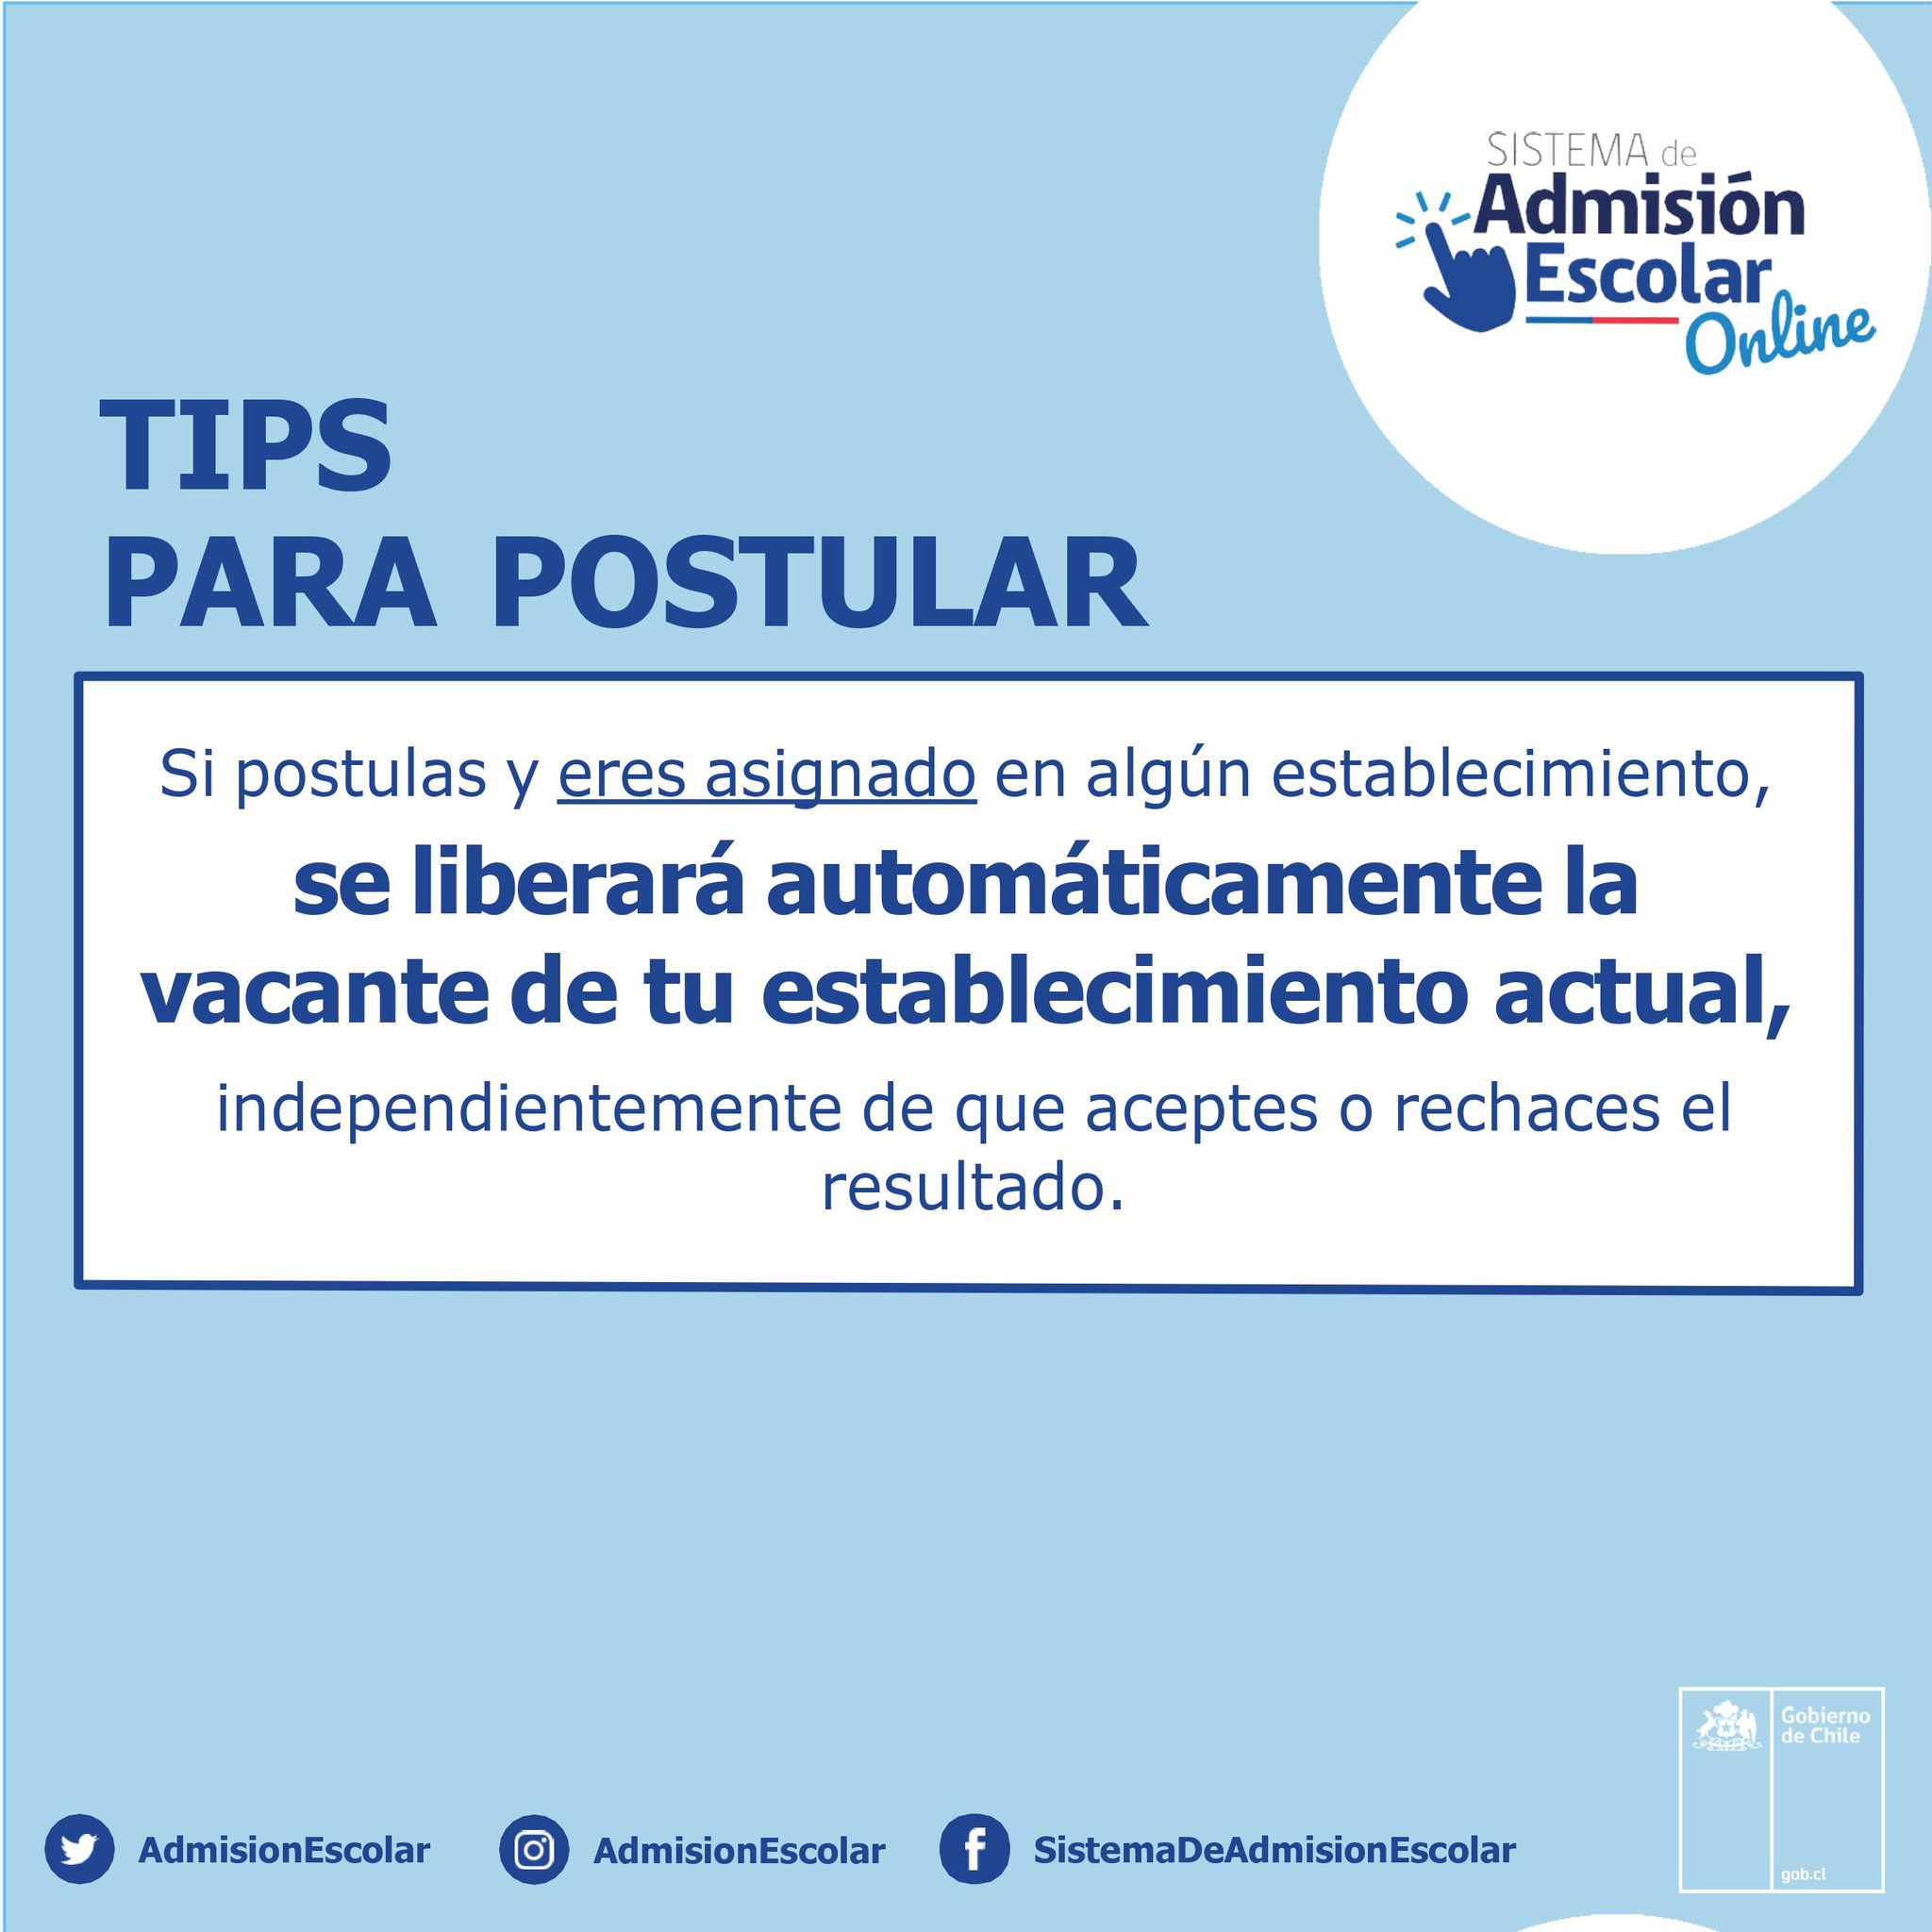 SISTEMA de
Admisión
Escolar
Online
TIPS
PARA POSTULAR
Si postulas y eres asignado en algún establecimiento,
se liberará automáticamente la
vacante de tu establecimiento actual,
independientemente de que aceptes o rechaces el
resultado.
Gobierno
de Chile
gob.cl
AdmisionEscolar
AdmisionEscolar
SistemaDeAdmisionEscolar